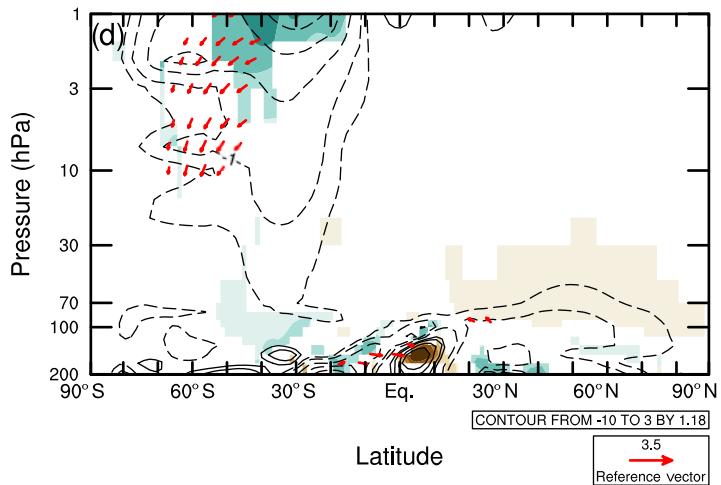 (d)
1
3
10
30
70
100
200
Pressure (hPa)
-1
90°S 60°S 30°S Eq. 30°N 60°N 90°N
Latitude
CONTOUR FROM -10 TO 3 BY 1.18
3.5
Reference vector